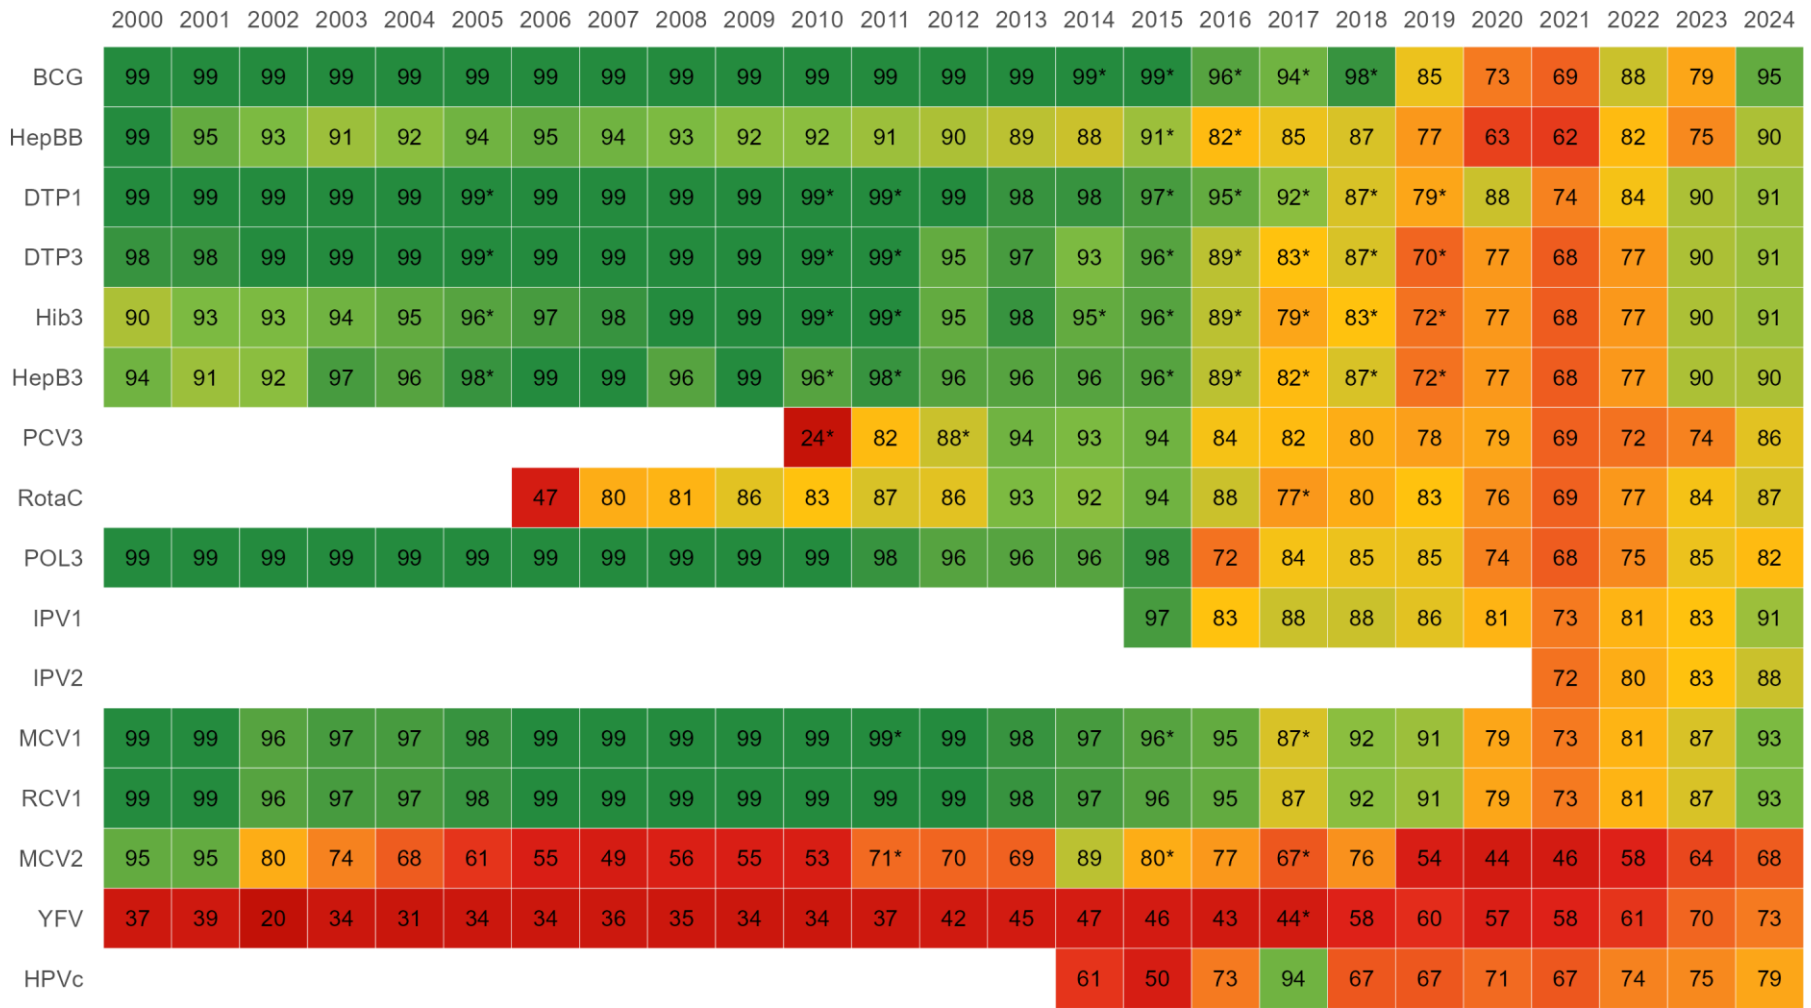 2000 2001 2002 2003 2004 2005 2006 2007 2008 2009 2010 2011 2012 2013 2014 2015 2016 2017 2018 2019 2020 2021 2022 2023 2024
BCG 99 99 99 99 99 99 99 99 99 99 99 99 99 99 99* 99* 96* 94* 98* 85 73 69 88 79 95
HepBB 99 95 93 91 92 94 95 94 93 92 92 91 90 89 88 91* 82* 85 87 77 63 62 82 75 90
DTP1 99 99 99 99 99 99* 99 99 99 99 99* 99* 99 98 98 97* 95* 92* 87* 79* 88 74 84 90 91
DTP3 98 98 99 99 99 99* 99 99 99 99 99* 99* 95 97 93 96* 89* 83* 87* 70* 77 68 77 90 91
Hib3 90 93 93 94 95 96* 97 98 99 99 99* 99* 95 98 95* 96* 89* 79* 83* 72* 77 68 77 90 91
HepB3 94 91 92 97 96 98* 99 99 96 99 96* 98* 96 96 96 96* 89* 82* 87* 72* 77 68 77 90 90
PCV3 24* 82 88* 94 93 94 84 82 80 78 79 69 72 74 86
RotaC 47 80 81 86 83 87 86 93 92 94 88 77* 80 83 76 69 77 84 87
POL3 99 99 99 99 99 99 99 99 99 99 99 98 96 96 96 98 72 84 85 85 74 68 75 85 82
IPV1 97 83 88 88 86 81 73 81 83 91
IPV2 72 80 83 88
MCV1 99 99 96 97 97 98 99 99 99 99 99 99* 99 98 97 96* 95 87* 92 91 79 73 81 87 93
RCV1 99 99 96 97 97 98 99 99 99 99 99 99 99 98 97 96 95 87 92 91 79 73 81 87 93
MCV2 95 95 80 74 68 61 55 49 56 55 53 71* 70 69 89 80* 77 67* 76 54 44 46 58 64 68
YFV 37 39 20 34 31 34 34 36 35 34 34 37 42 45 47 46 43 44* 58 60 57 58 61 70 73
HPVc 61 50 73 94 67 67 71 67 74 75 79